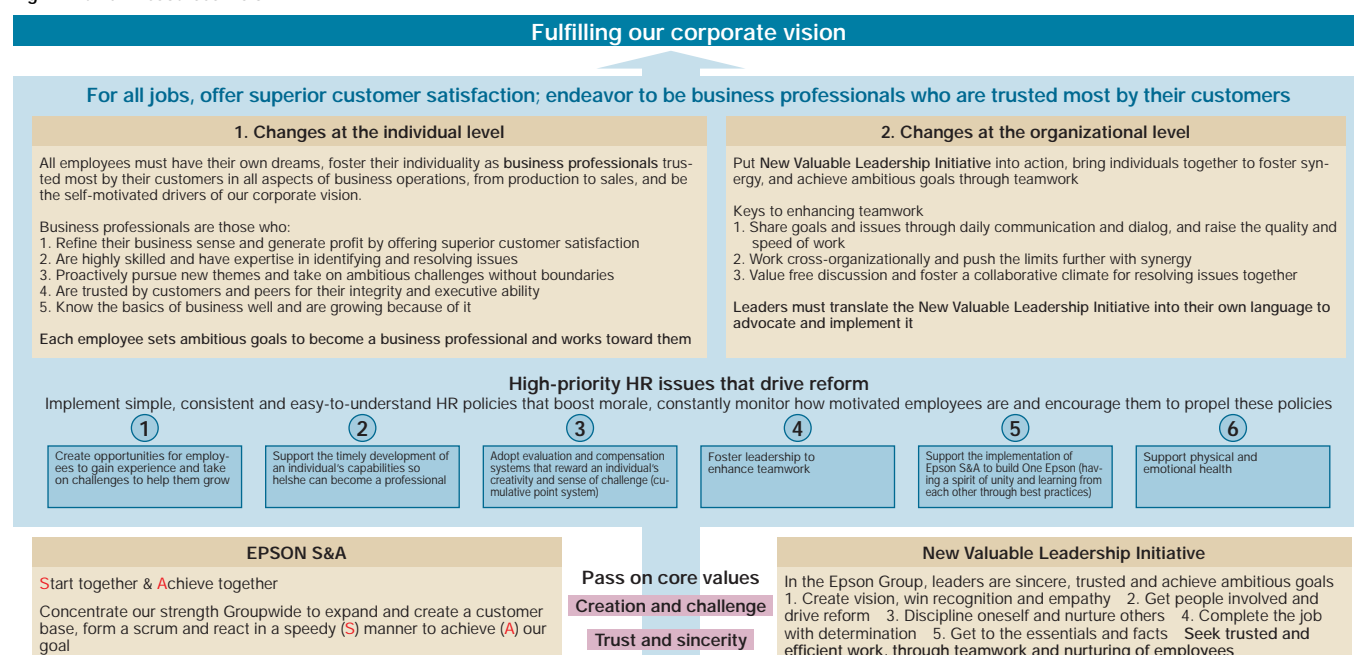 Fulfilling our corporate vision
For all jobs, offer superior customer satisfaction; endeavor to be business professionals who are trusted most by their customers
1. Changes at the individual level
All employees must have their own dreams, foster their individuality as business professionals trus-
ted most by their customers in all aspects of business operations, from production to sales, and be
the self-motivated drivers of our corporate vision.
Business professionals are those who:
1. Refine their business sense and generate profit by offering superior customer satisfaction
2. Are highly skilled and have expertise in identifying and resolving issues
3. Proactively pursue new themes and take on ambitious challenges without boundaries
4. Are trusted by customers and peers for their integrity and executive ability
5. Know the basics of business well and are growing because of it
Each employee sets ambitious goals to become a business professional and works toward them
2. Changes at the organizational level
Put New Valuable Leadership Initiative into action, bring individuals together to foster syn-
ergy, and achieve ambitious goals through teamwork
Keys to enhancing teamwork
1. Share goals and issues through daily communication and dialog, and raise the quality and
speed of work
2. Work cross-organizationally and push the limits further with synergy
3. Value free discussion and foster a collaborative climate for resolving issues together
Leaders must translate the New Valuable Leadership Initiative into their own language to
advocate and implement it
High-priority HR issues that drive reform
Implement simple, consistent and easy-to-understand HR policies that boost morale, constantly monitor how motivated employees are and encourage them to propel these policies
1
Create opportunities for employ-
ees to gain experience and take
on challenges to help them grow
2
Support the timely development of
an individual's capabilities so
helshe can become a professional
3
Adopt evaluation and compensation
systems that reward an individual's
creativity and sense of challenge (cu-
mulative point system)
4
Foster leadership to
enhance teamwork
5
Support the implementation of
Epson S&A to build One Epson (hav-
ing a spirit of unity and learning from
each other through best practices)
6
Support physical and
emotional health
EPSON S&A
Start together & Achieve together
Concentrate our strength Groupwide to expand and create a customer
base, form a scrum and react in a speedy (S) manner to achieve (A) our
goal
Pass on core values
Creation and challenge
Trust and sincerity
New Valuable Leadership Initiative
In the Epson Group, leaders are sincere, trusted and achieve ambitious goals
1. Create vision, win recognition and empathy 2. Get people involved and
drive reform 3. Discipline oneself and nurture others 4. Complete the job
with determination 5. Get to the essentials and facts Seek trusted and
efficient work, through teamwork and nurturing of employees